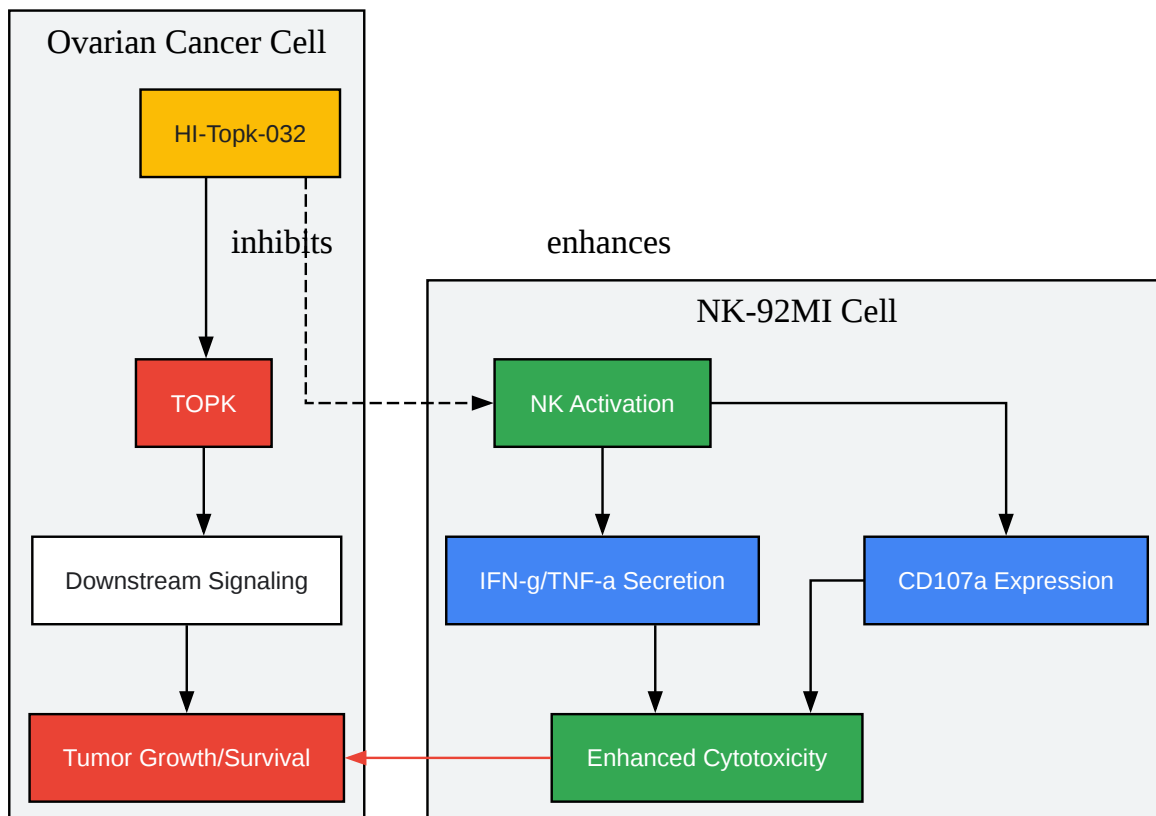 Ovarian Cancer Cell
HI-Topk-032
inhibits
enhances
NK-92MI Cell
TOPK
NK Activation
Downstream Signaling
IFN-g/TNF-a Secretion
CD107a Expression
Tumor Growth/Survival
Enhanced Cytotoxicity